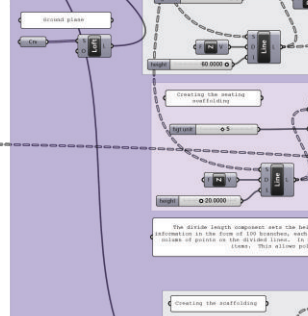 Ground plane
Crv
Loft
O
L
F
Z
V
S
D
Line
L
height
60.0000
Creating the seating
scaffolding
hgt unit
5
F
Z
V
S
D
Line
L
height
20.0000
The divide length component sets the hei
information in the form of 100 branches, each
column of points on the divided lines. In
items. This allows pol
Creating the scaffolding